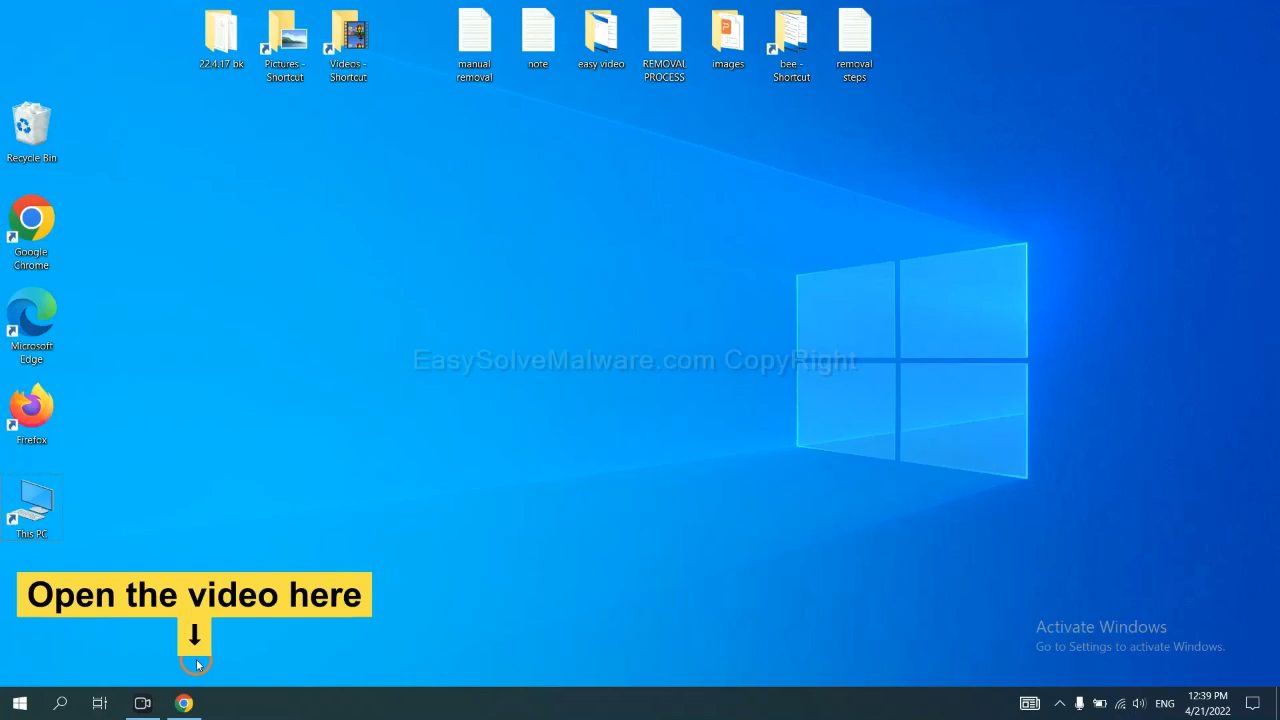 22.4.17 bk
Pictures -
Shortcut
Videos -
Shortcut
manual
removal
note
easy video
REMOVAL
PROCESS
images
bee -
Shortcut
removal
steps
Recycle Bin
Google
Chrome
Microsoft
Edge
Firefox
This PC
EasySolveMalware.com CopyRight
Open the video here
↓
Activate Windows
Go to Settings to activate Windows.
ENG
12:39 PM
4/21/2022